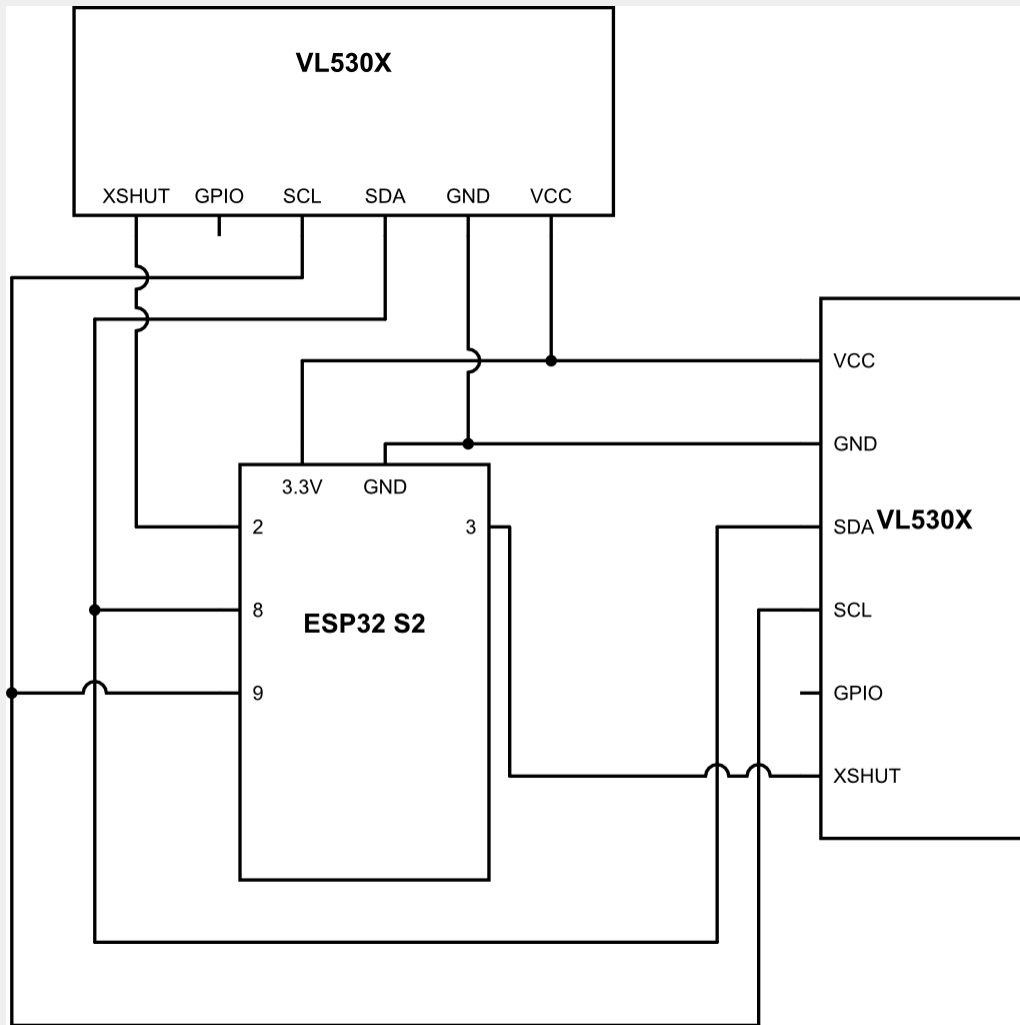 VL530X
XSHUT GPIO SCL SDA GND VCC
VCC
GND
3.3V GND
2 3
SDA VL530X
8
ESP32 S2
SCL
9
GPIO
XSHUT